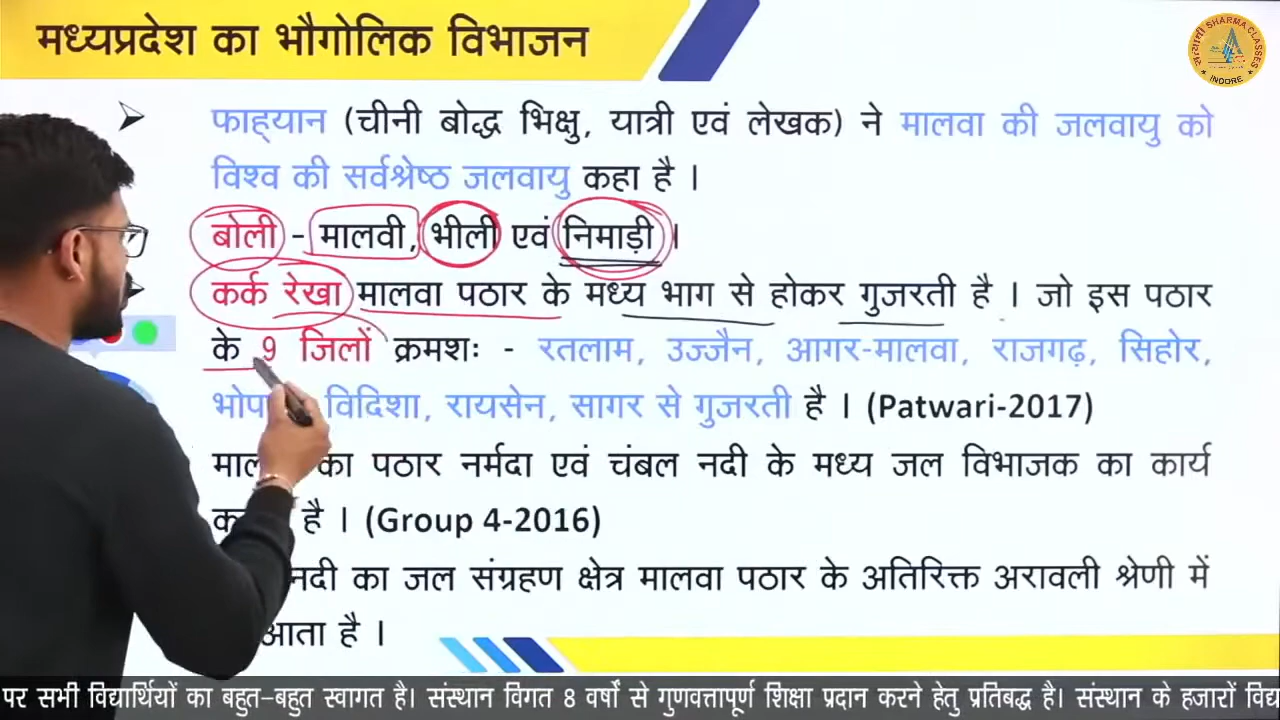 मध्यप्रदेश का भौगोलिक विभाजन
SHARMA CLASSES
INDORE
फाह्यान (चीनी बोद्ध भिक्षु, यात्री एवं लेखक) ने मालवा की जलवायु को
विश्व की सर्वश्रेष्ठ जलवायु कहा है ।
बोली - मालवी, भीली एवं निमाड़ी ।
कर्क रेखा मालवा पठार के मध्य भाग से होकर गुजरती है । जो इस पठार
के 9 जिलों क्रमशः - रतलाम, उज्जैन, आगर-मालवा, राजगढ़, सिहोर,
विदिशा, रायसेन, सागर से गुजरती है । (Patwari-2017)
का पठार नर्मदा एवं चंबल नदी के मध्य जल विभाजक का कार्य
है । (Group 4-2016)
नदी का जल संग्रहण क्षेत्र मालवा पठार के अतिरिक्त अरावली श्रेणी में
आता है ।
पर सभी विद्यार्थियों का बहुत-बहुत स्वागत है। संस्थान विगत 8 वर्षों से गुणवत्तापूर्ण शिक्षा प्रदान करने हेतु प्रतिबद्ध है। संस्थान के हजारों